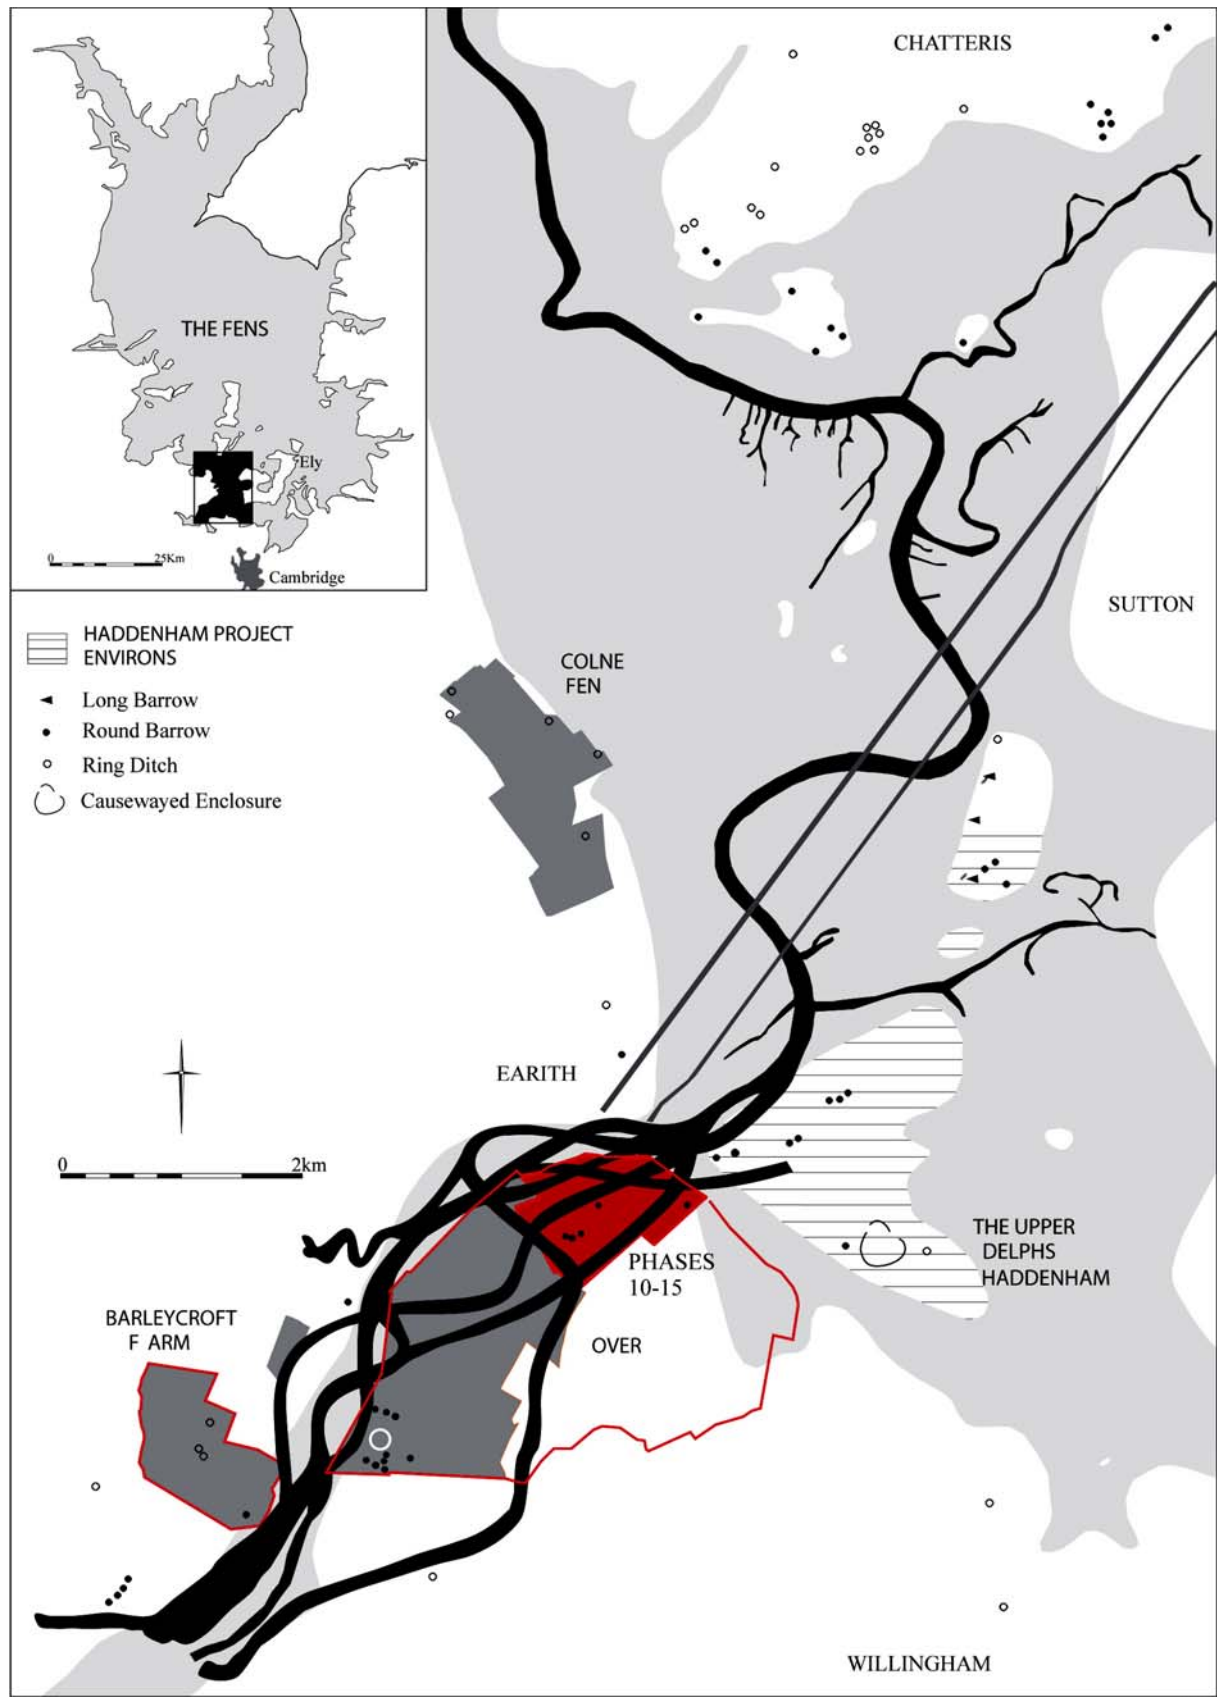 CHATTERIS
THE FENS
Ely
0 25Km
Cambridge
HADDENHAM PROJECT
ENVIRONS
Long Barrow
Round Barrow
Ring Ditch
Causewayed Enclosure
COLNE
FEN
SUTTON
EARITH
0 2km
THE UPPER
DELPHS
HADDENHAM
PHASES
10-15
BARLEYCROFT
F ARM
OVER
WILLINGHAM